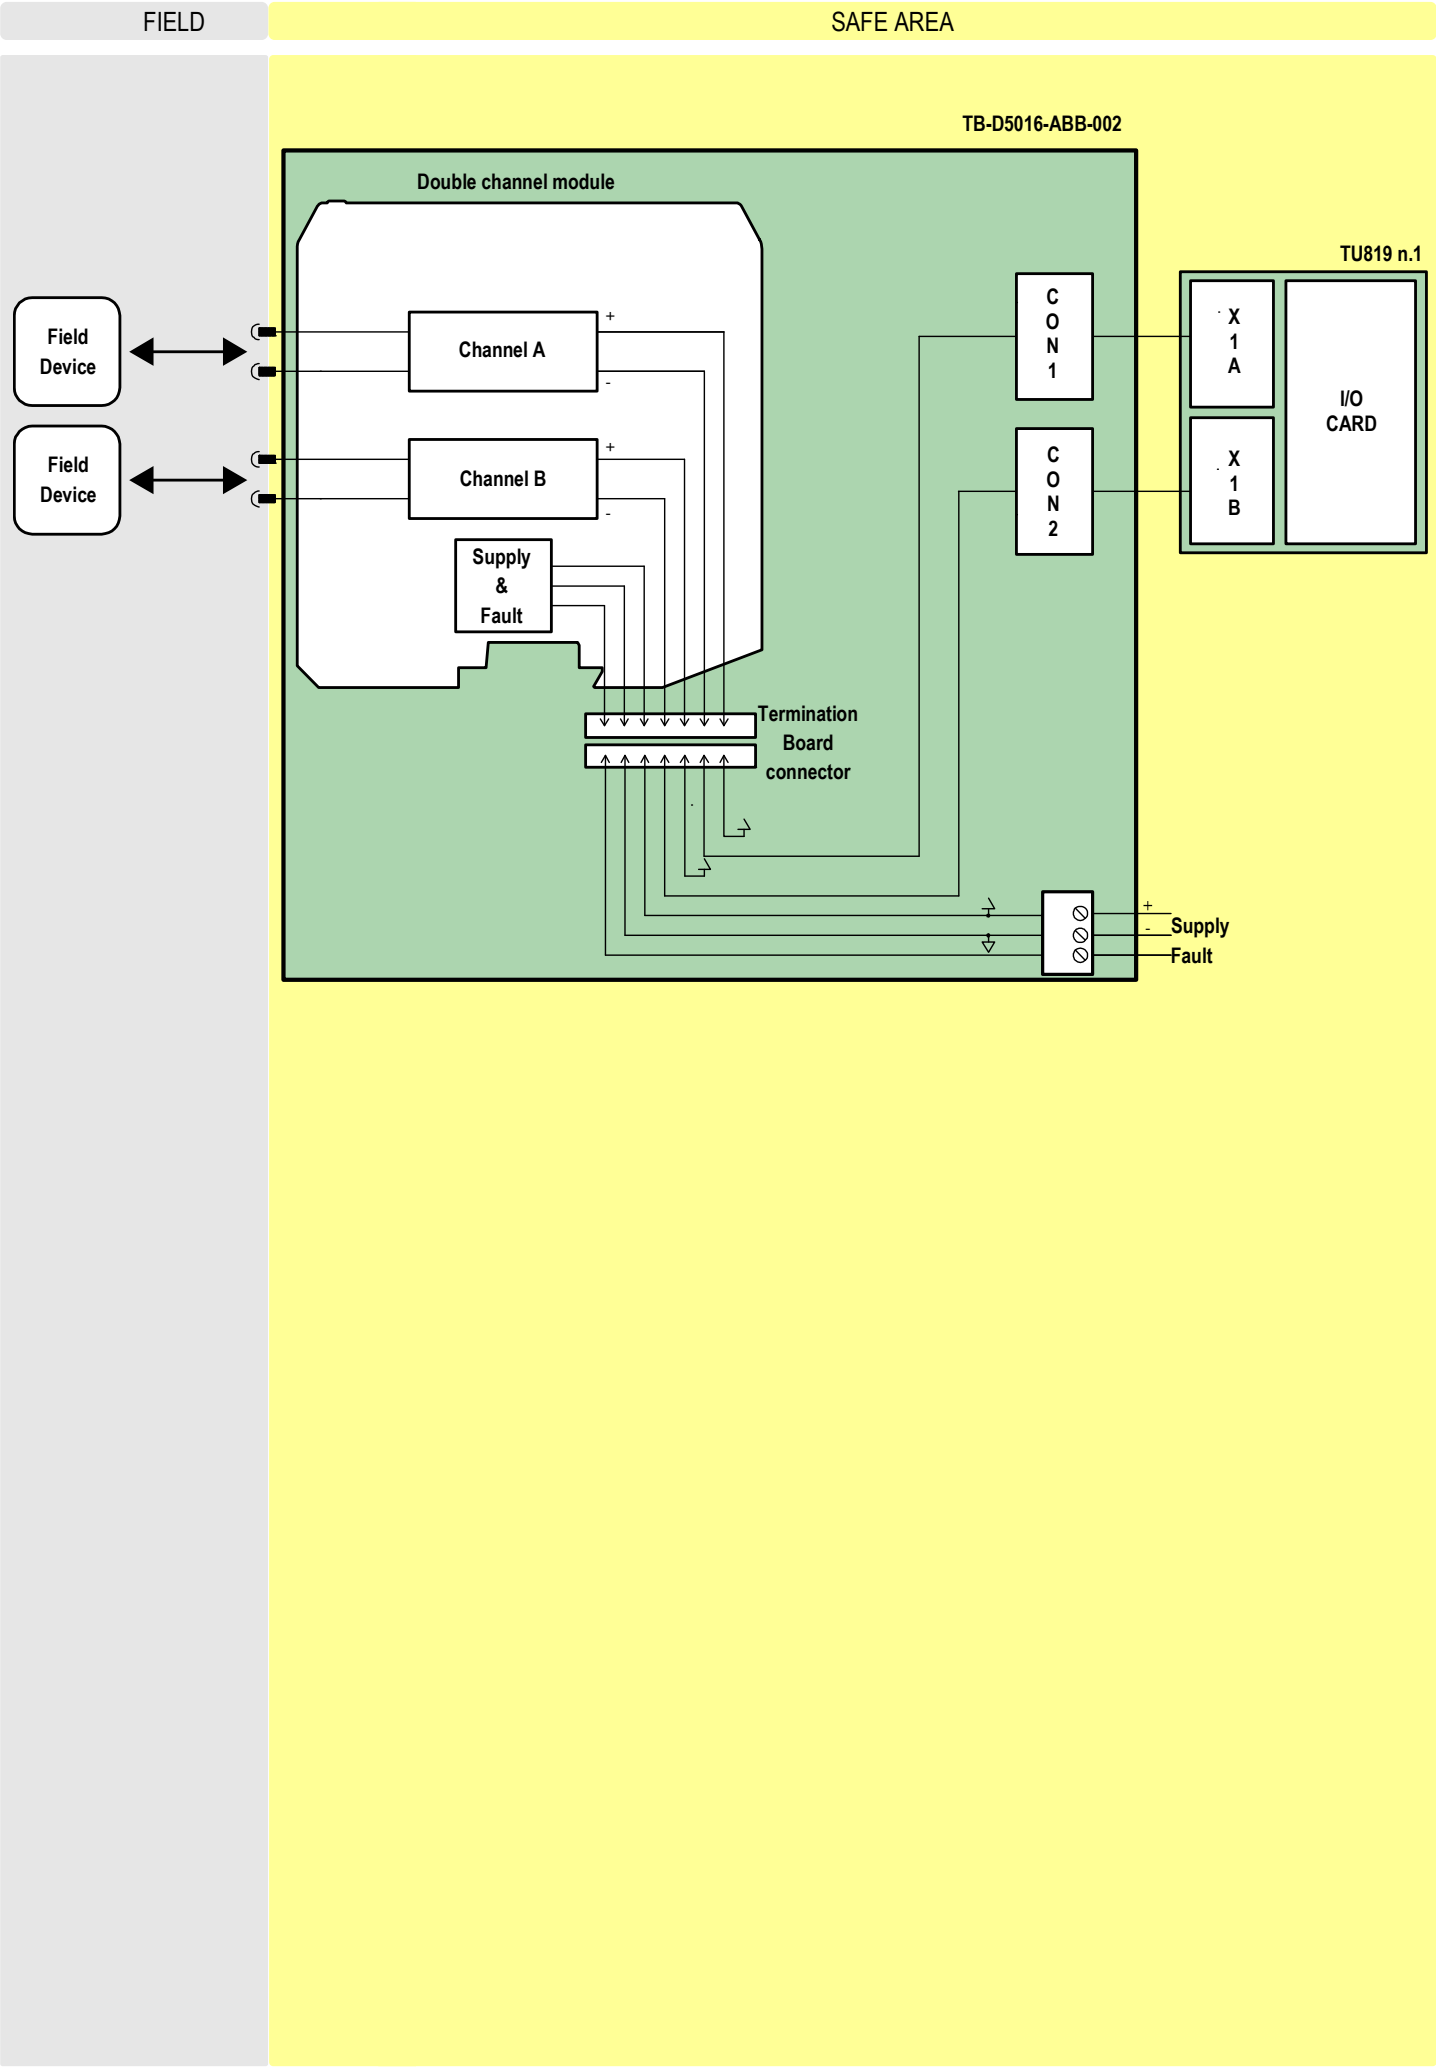 FIELD
SAFE AREA
TB-D5016-ABB-002
Double channel module
TU819 n.1
Field
Device
+
Channel A
-
C
O
N
1
X
1
A
I/O
CARD
Field
Device
+
Channel B
-
C
O
N
2
X
1
B
Supply
&
Fault
Termination
Board
connector
+
-
Supply
Fault